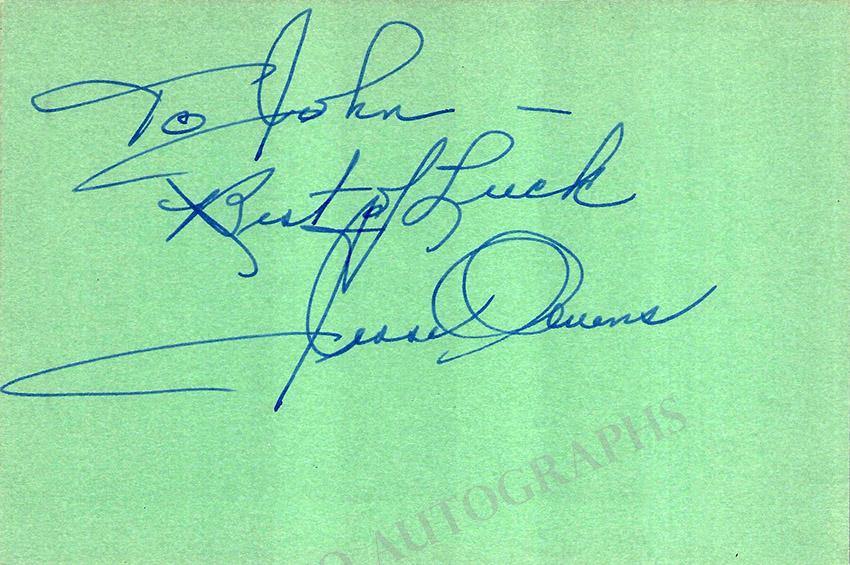 To John —
Best of Luck
Jesse Owens
AUTOGRAPHS